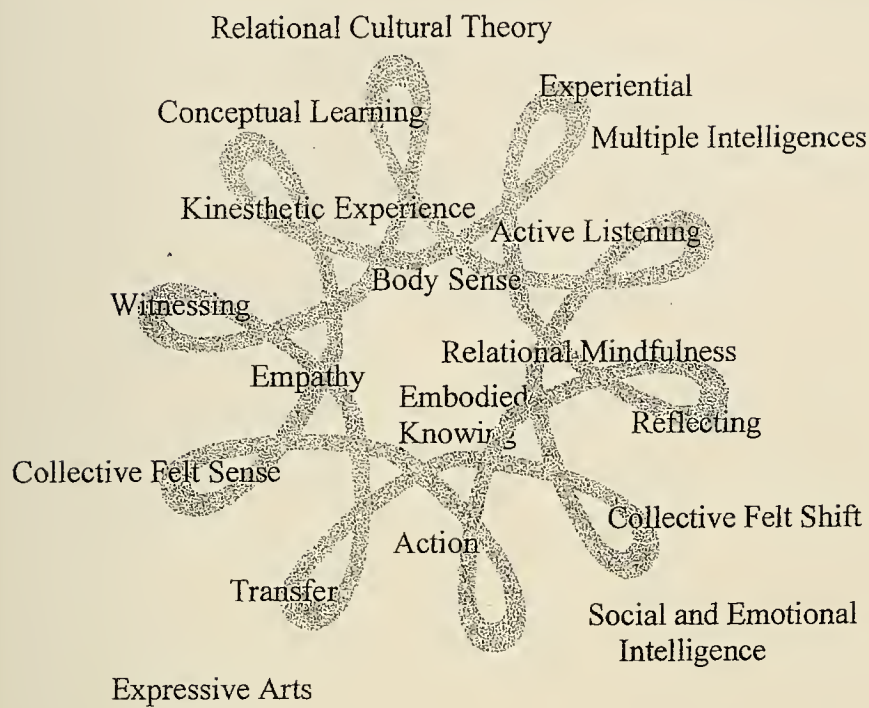 Relational Cultural Theory
Experiential
Conceptual Learning
Multiple Intelligences
Kinesthetic Experience
Active Listening
Body Sense
Witnessing
Relational Mindfulness
Empathy
Embodied
Knowing
Reflecting
Collective Felt Sense
Collective Felt Shift
Action
Transfer
Social and Emotional
Intelligence
Expressive Arts